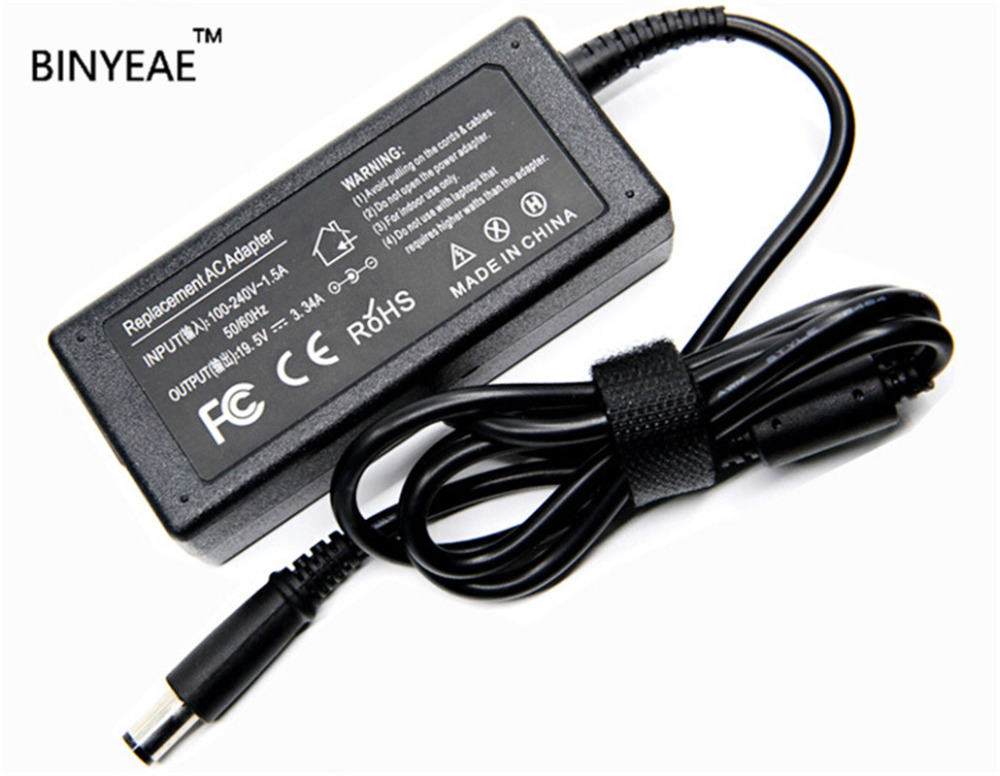 BINYEAE™
Replacement AC Adapter
INPUT(輸入): 100-240V~1.5A
50/60Hz
OUTPUT(輸出):19.5V⎓3.34A
FC
CE
RoHS
WARNING:
(1) Avoid pulling on the cords & cables.
(2) Do not open the power adapter.
(3) For indoor use only.
(4) Do not use with laptops that
requires higher watts than the adapter.
H
MADE IN CHINA